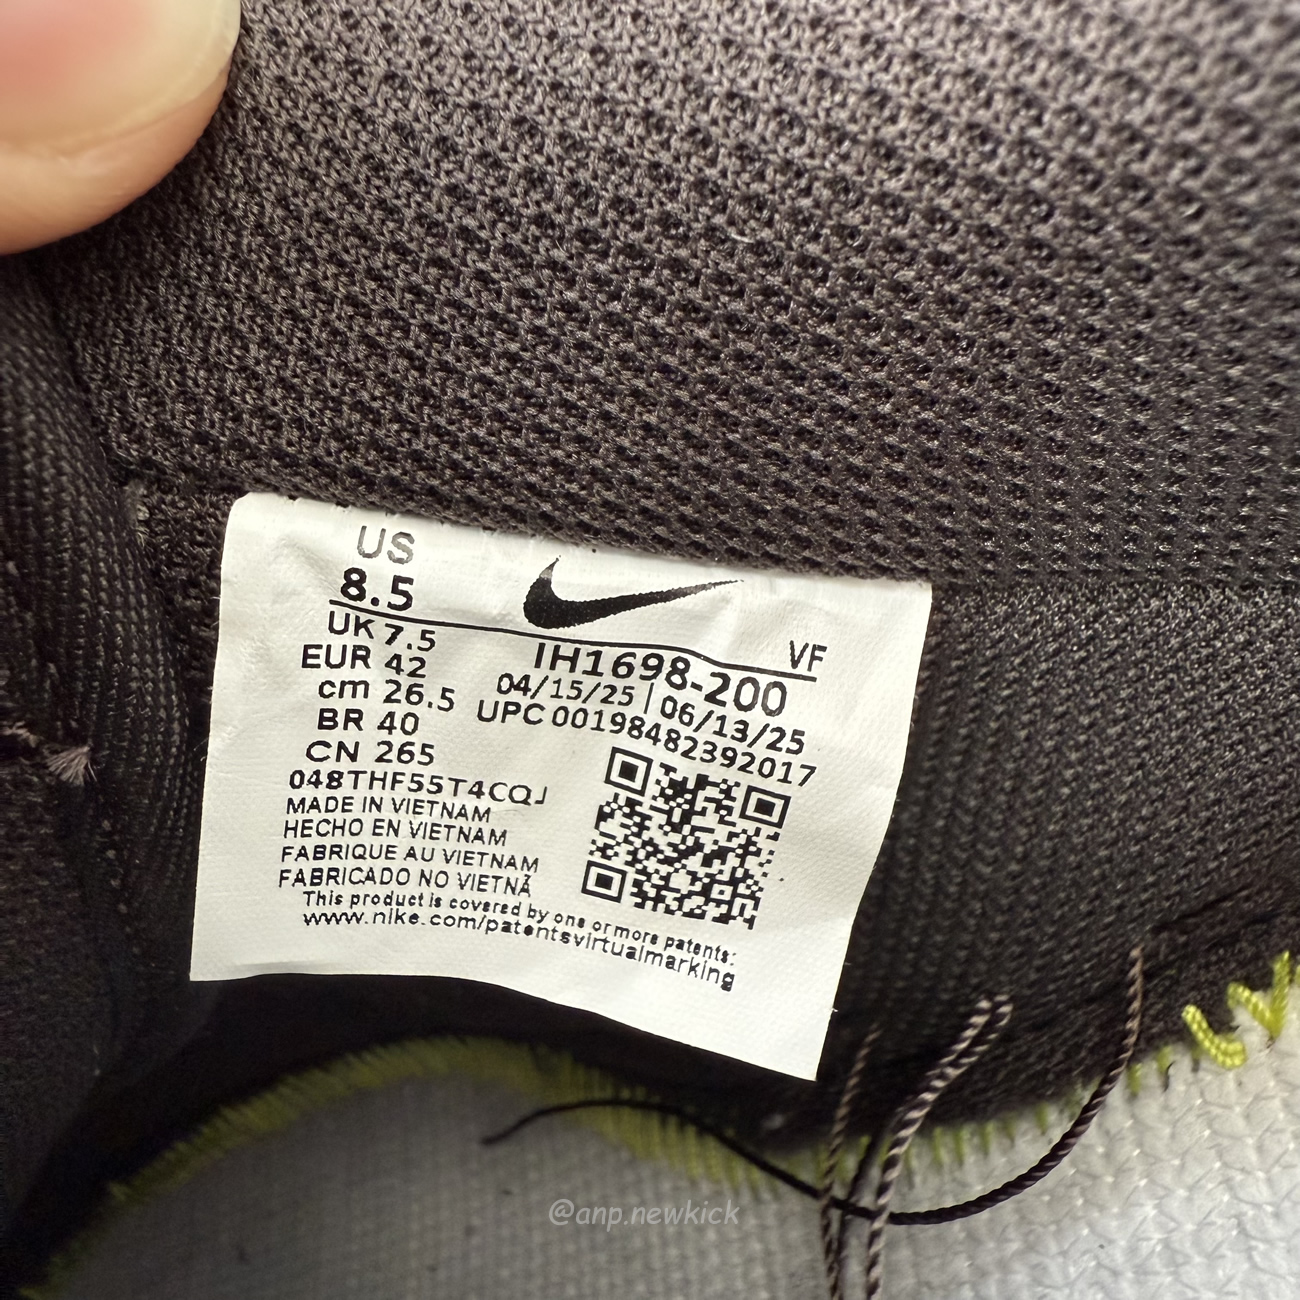 US
8.5
UK 7.5
EUR 42
cm 26.5
BR 40
CN 265
048THF55T4CQJ
MADE IN VIETNAM
HECHO EN VIETNAM
FABRIQUE AU VIETNAM
FABRICADO NO VIETNÃ
This product is covered by one or more patents:
www.nike.com/patentsvirtualmarking
VF
IH1698-200
04/15/25 | 06/13/25
UPC 00198482392017
@anp.newkick